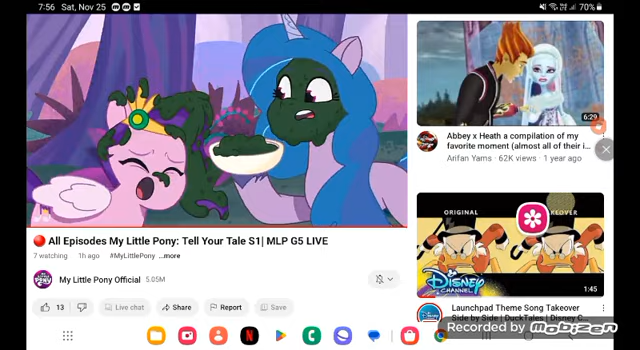 7:56 Sat, Nov 25
70%
6:29
Abbey x Heath a compilation of my
favorite moment (almost all of their i...
Arifan Yams · 62K views · 1 year ago
🔴 All Episodes My Little Pony: Tell Your Tale S1| MLP G5 LIVE
7 watching 1h ago #MyLittlePony ...more
My Little Pony Official 5.05M
13 Live chat Share Report Save
ORIGINAL
DISNEY
CHANNEL
1:45
Launchpad Theme Song Takeover
Side by Side | DuckTales | Disney C...
Recorded by Mobizen